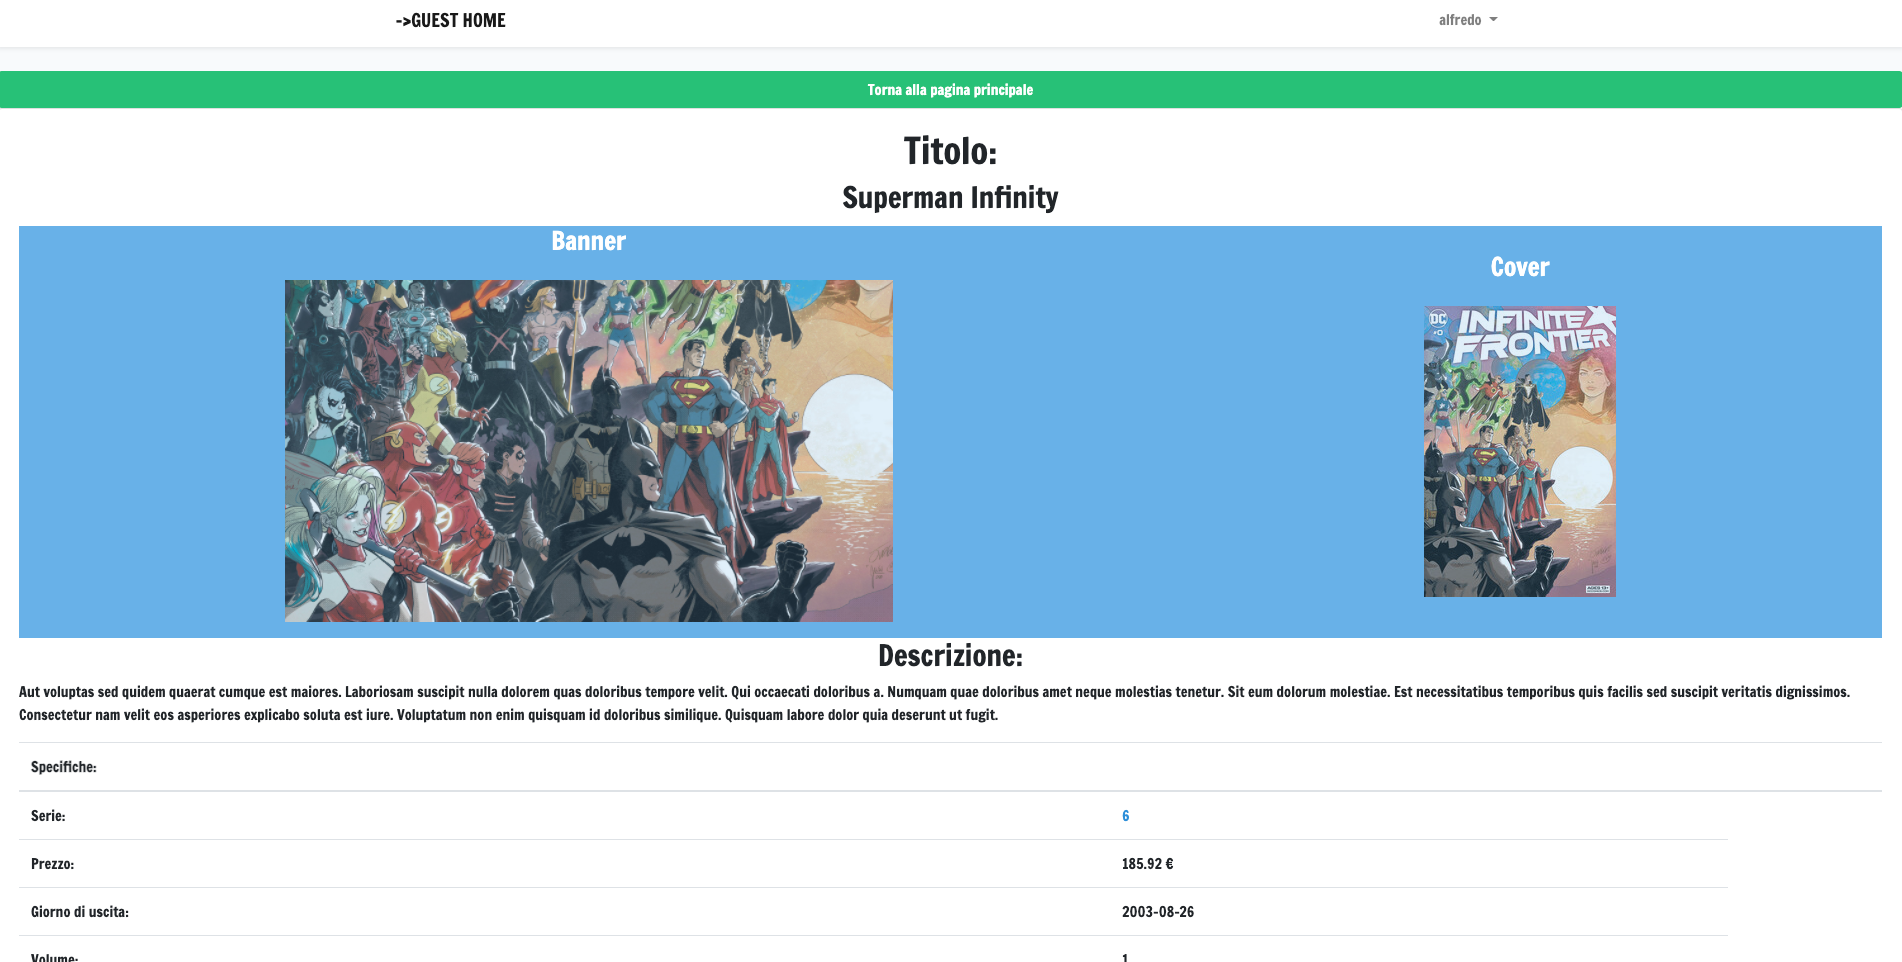 ->GUEST HOME
alfredo
Torna alla pagina principale
Titolo:
Superman Infinity
Banner
Cover
DC
#0
INFINITE
FRONTIER
Descrizione:
Aut voluptas sed quidem quaerat cumque est maiores. Laboriosam suscipit nulla dolorem quas doloribus tempore velit. Qui occaecati doloribus a. Numquam quae doloribus amet neque molestias tenetur. Sit eum dolorum molestiae. Est necessitatibus temporibus quis facilis sed suscipit veritatis dignissimos.
Consectetur nam velit eos asperiores explicabo soluta est iure. Voluptatum non enim quisquam id doloribus similique. Quisquam labore dolor quia deserunt ut fugit.
Specifiche:
Serie: 6
Prezzo: 185.92 €
Giorno di uscita: 2003-08-26
Volume: 1